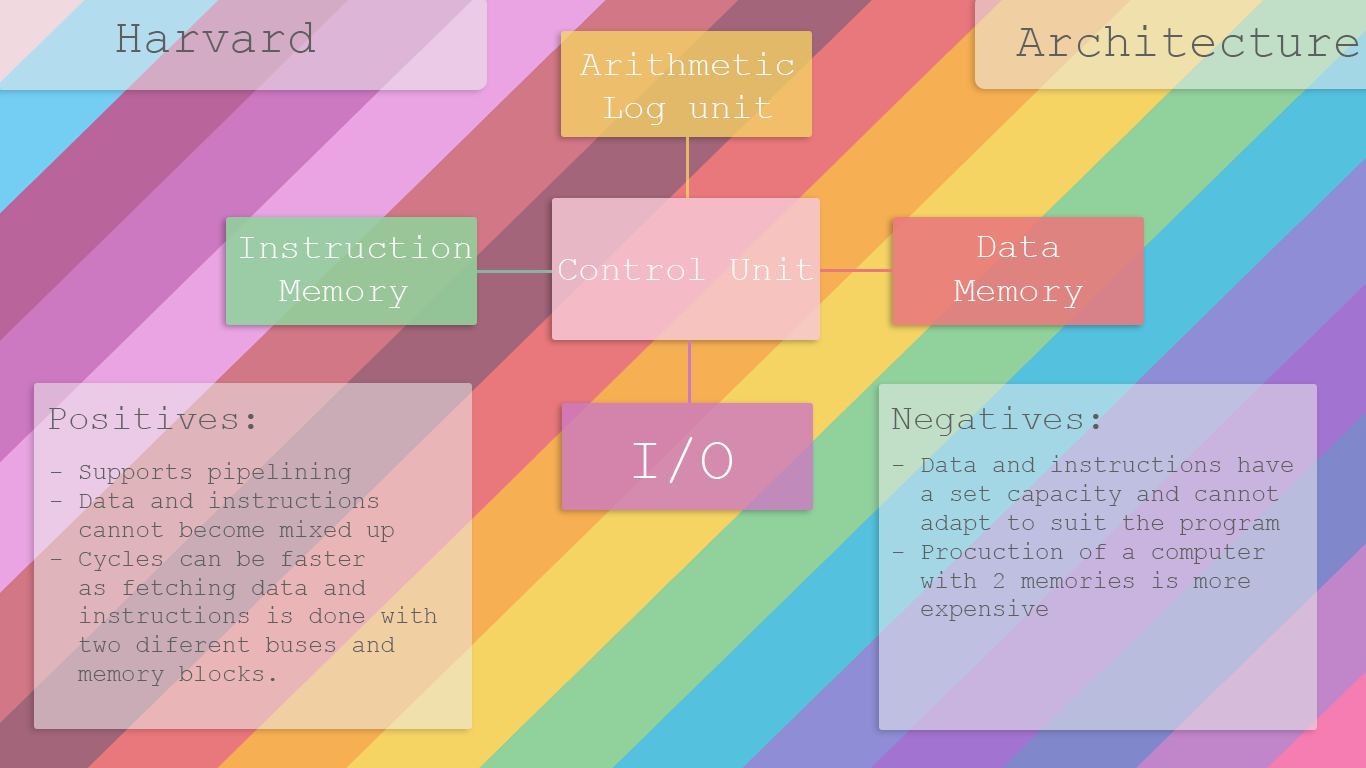 Harvard
Architecture
Arithmetic
Log unit
Instruction
Memory
Control Unit
Data
Memory
I/O
Positives:
- Supports pipelining
- Data and instructions
cannot become mixed up
- Cycles can be faster
as fetching data and
instructions is done with
two diferent buses and
memory blocks.
Negatives:
- Data and instructions have
a set capacity and cannot
adapt to suit the program
- Procuction of a computer
with 2 memories is more
expensive